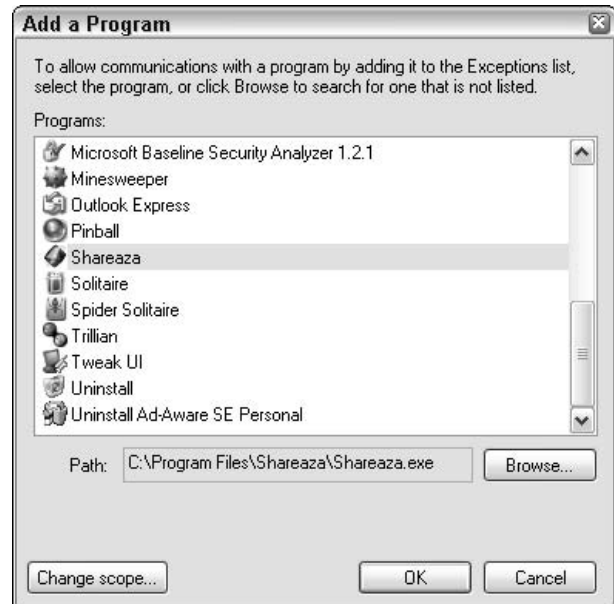 Add a Program
To allow communications with a program by adding it to the Exceptions list,
select the program, or click Browse to search for one that is not listed.
Programs:
Microsoft Baseline Security Analyzer 1.2.1
Minesweeper
Outlook Express
Pinball
Shareaza
Solitaire
Spider Solitaire
Trillian
Tweak UI
Uninstall
Uninstall Ad-Aware SE Personal
Path: C:\Program Files\Shareaza\Shareaza.exe Browse...
Change scope... OK Cancel